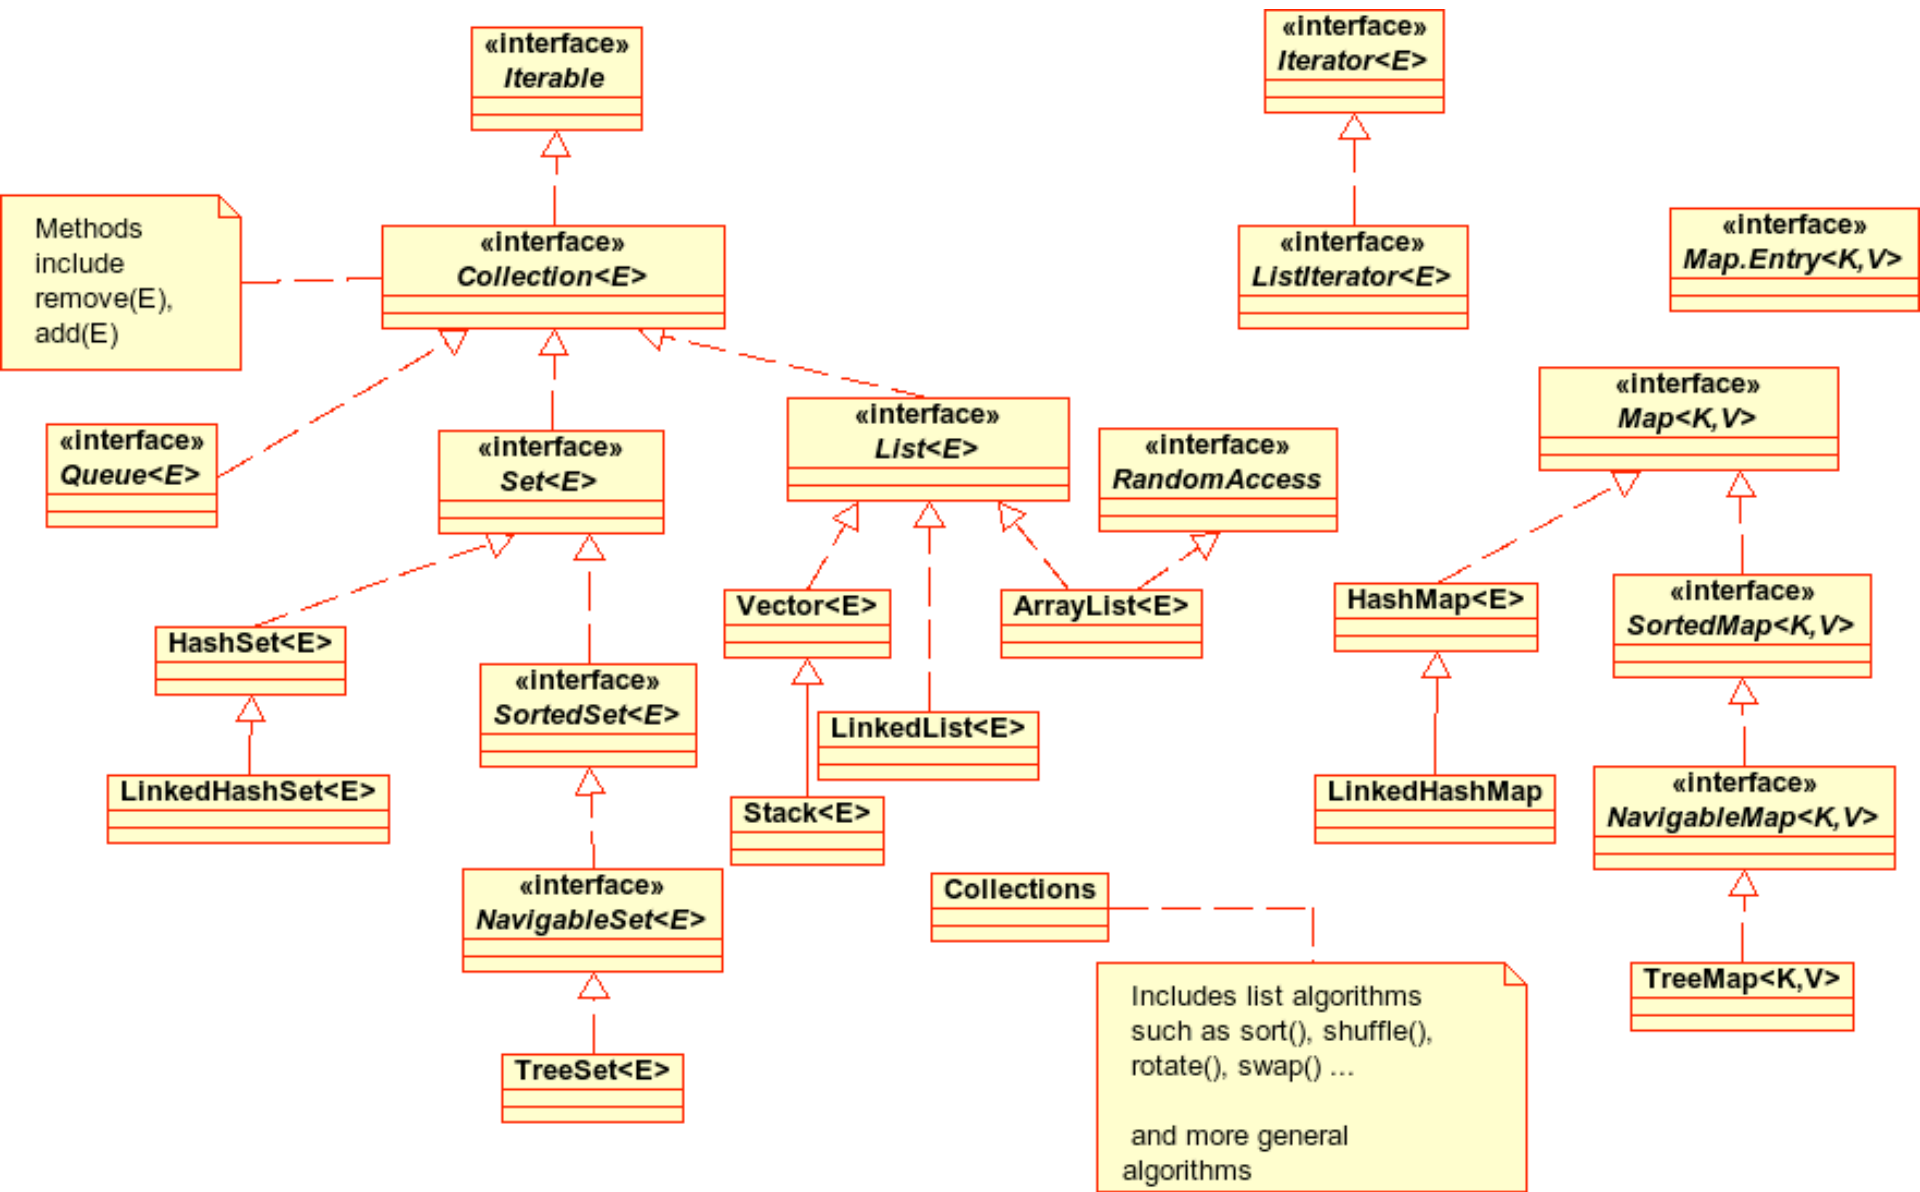 «interface»
Iterable
«interface»
Iterator<E>
Methods
include
remove(E),
add(E)
«interface»
Collection<E>
«interface»
ListIterator<E>
«interface»
Map.Entry<K,V>
«interface»
Queue<E>
«interface»
Set<E>
«interface»
List<E>
«interface»
RandomAccess
«interface»
Map<K,V>
HashSet<E>
«interface»
SortedSet<E>
Vector<E>
LinkedList<E>
ArrayList<E>
HashMap<E>
«interface»
SortedMap<K,V>
LinkedHashSet<E>
Stack<E>
LinkedHashMap
«interface»
NavigableMap<K,V>
«interface»
NavigableSet<E>
Collections
TreeMap<K,V>
TreeSet<E>
Includes list algorithms
such as sort(), shuffle(),
rotate(), swap() ...
and more general
algorithms